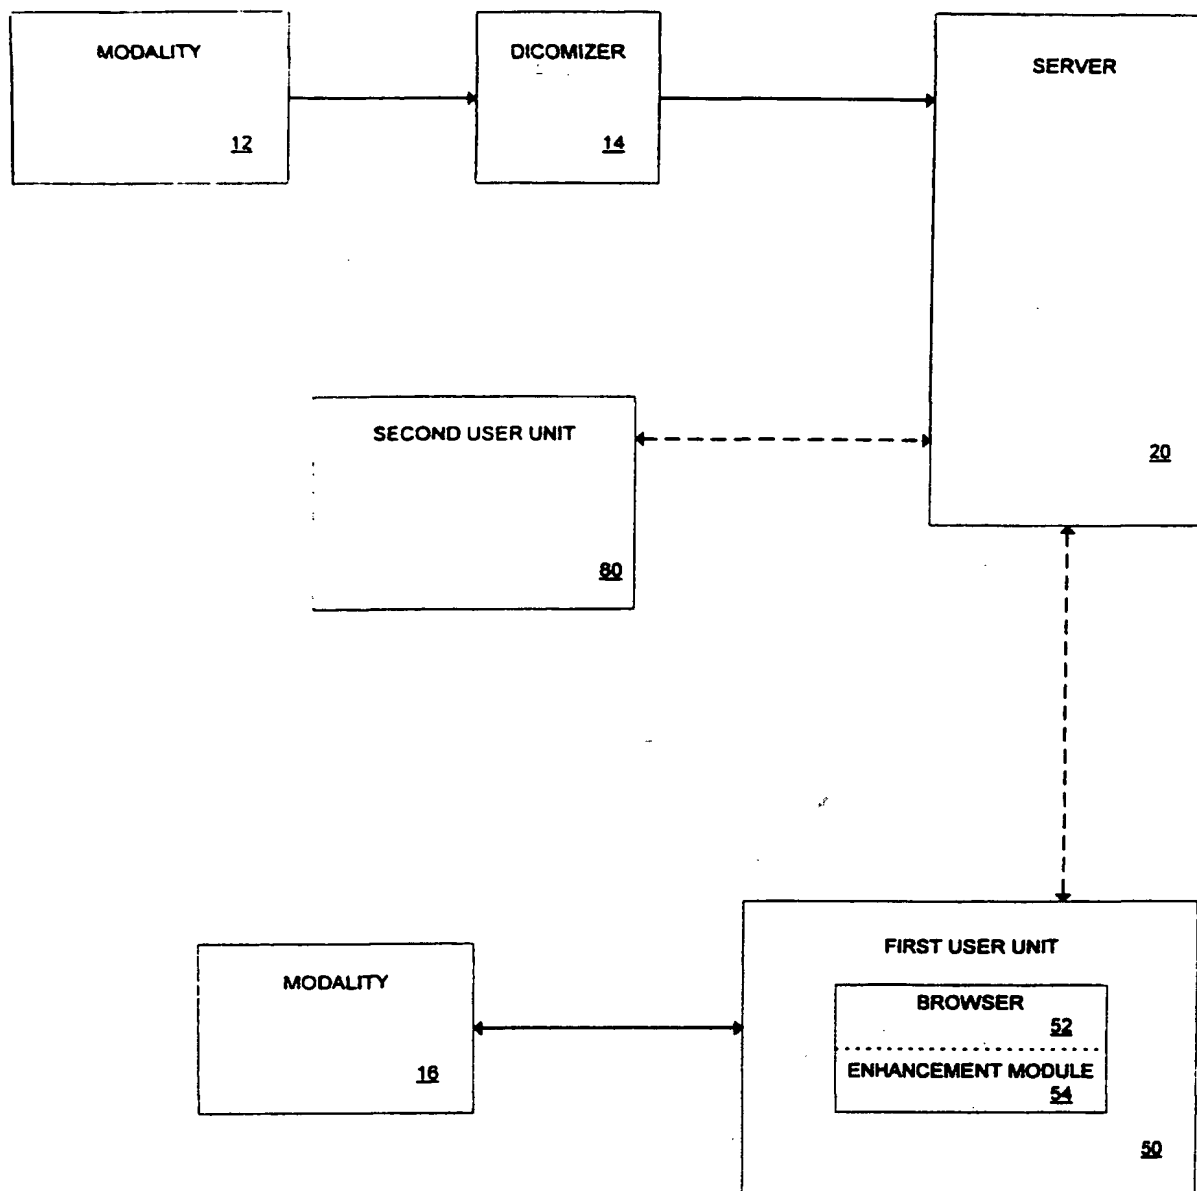 MODALITY
12
DICOMIZER
14
SERVER
20
SECOND USER UNIT
80
FIRST USER UNIT
BROWSER
52
ENHANCEMENT MODULE
54
50
MODALITY
16